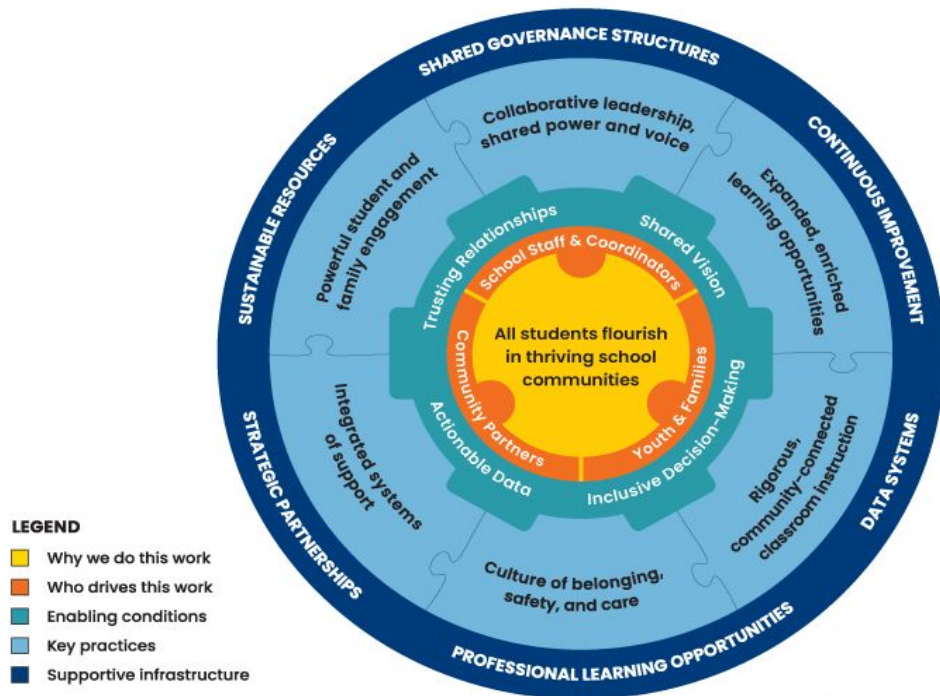 SHARED GOVERNANCE STRUCTURES
CONTINUOUS IMPROVEMENT
DATA SYSTEMS
PROFESSIONAL LEARNING OPPORTUNITIES
STRATEGIC PARTNERSHIPS
SUSTAINABLE RESOURCES
Collaborative leadership,
shared power and voice
Expanded, enriched
learning opportunities
Rigorous,
community-connected
classroom instruction
Culture of belonging,
safety, and care
Integrated systems
of support
Powerful student and
family engagement
Trusting Relationships
Shared Vision
Inclusive Decision-Making
Actionable Data
School Staff & Coordinators
Youth & Families
Community Partners
All students flourish
in thriving school
communities
LEGEND
Why we do this work
Who drives this work
Enabling conditions
Key practices
Supportive infrastructure